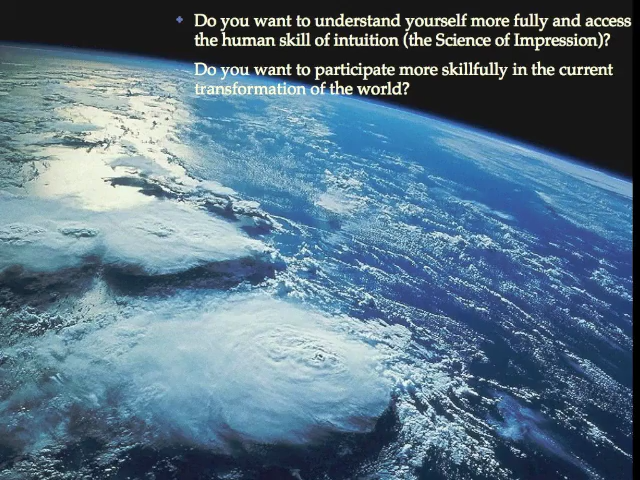 Do you want to understand yourself more fully and access
the human skill of intuition (the Science of Impression)?
Do you want to participate more skillfully in the current
transformation of the world?